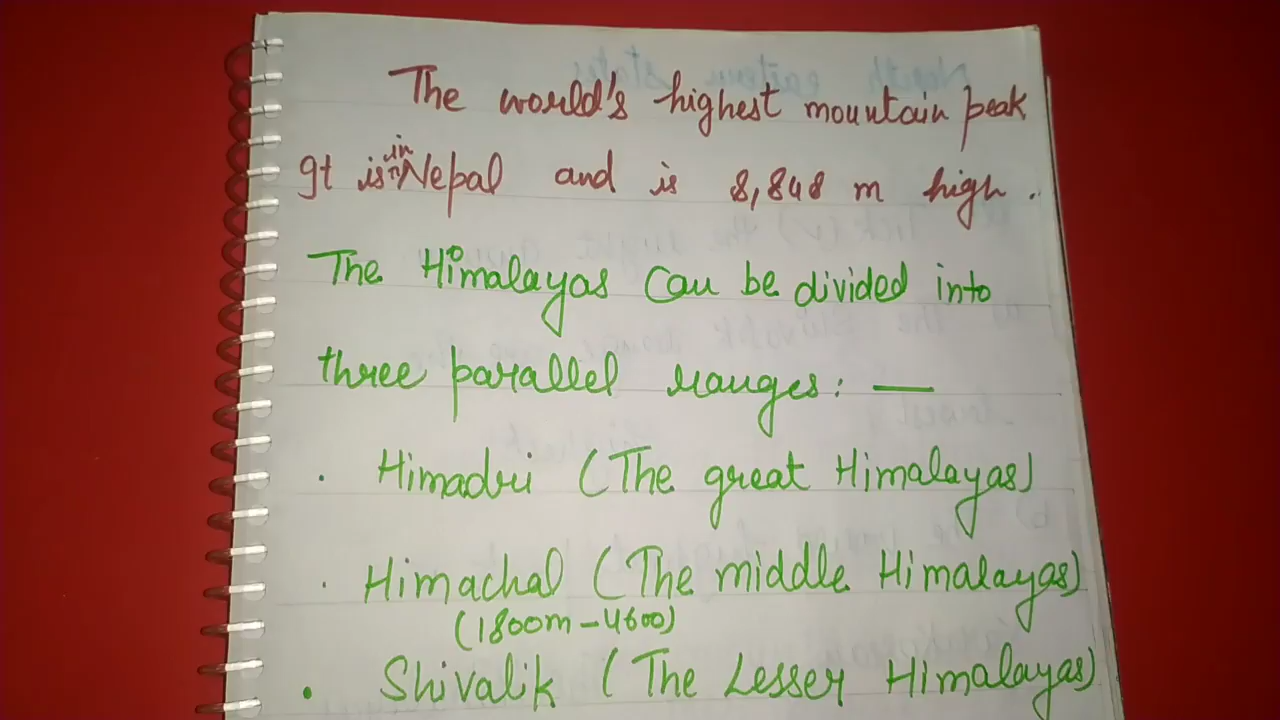 The world's highest mountain peak
It is in Nepal and is 8,848 m high.
The Himalayas Can be divided into
three parallel ranges: —
. Himadri (The great Himalayas)
. Himachal (The middle Himalayas)
(1800m - 4600)
. Shivalik (The Lesser Himalayas)